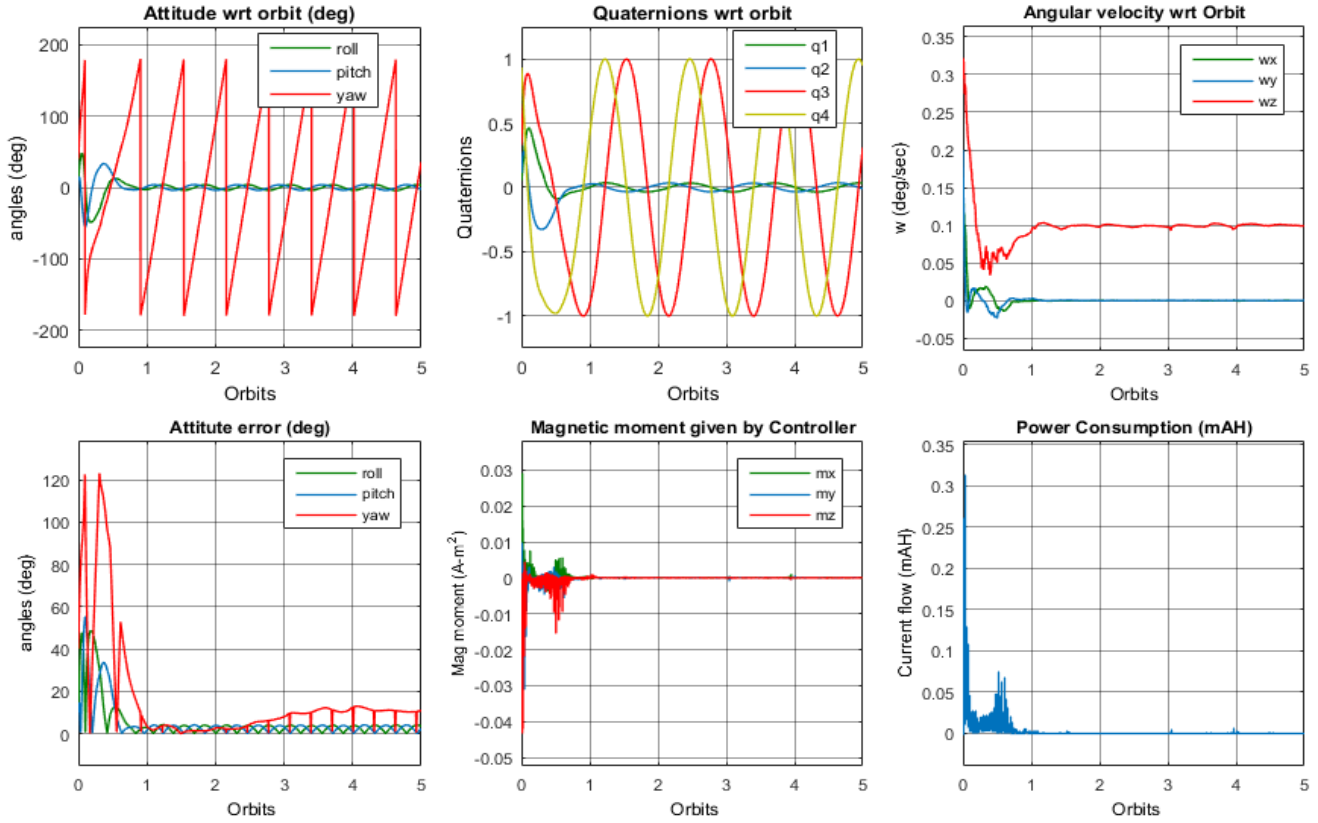 Attitude wrt orbit (deg)
200
100
0
-100
-200
angles (deg)
roll
pitch
yaw
0 1 2 3 4 5
Orbits
Quaternions wrt orbit
1
0.5
0
-0.5
-1
Quaternions
q1
q2
q3
q4
0 1 2 3 4 5
Orbits
Angular velocity wrt Orbit
0.35
0.3
0.25
0.2
0.15
0.1
0.05
0
-0.05
w (deg/sec)
wx
wy
wz
0 1 2 3 4 5
Orbits
Attitute error (deg)
120
100
80
60
40
20
0
angles (deg)
roll
pitch
yaw
0 1 2 3 4 5
Orbits
Magnetic moment given by Controller
0.03
0.02
0.01
0
-0.01
-0.02
-0.03
-0.04
-0.05
Mag moment (A-m²)
mx
my
mz
0 1 2 3 4 5
Orbits
Power Consumption (mAH)
0.35
0.3
0.25
0.2
0.15
0.1
0.05
0
Current flow (mAH)
0 1 2 3 4 5
Orbits